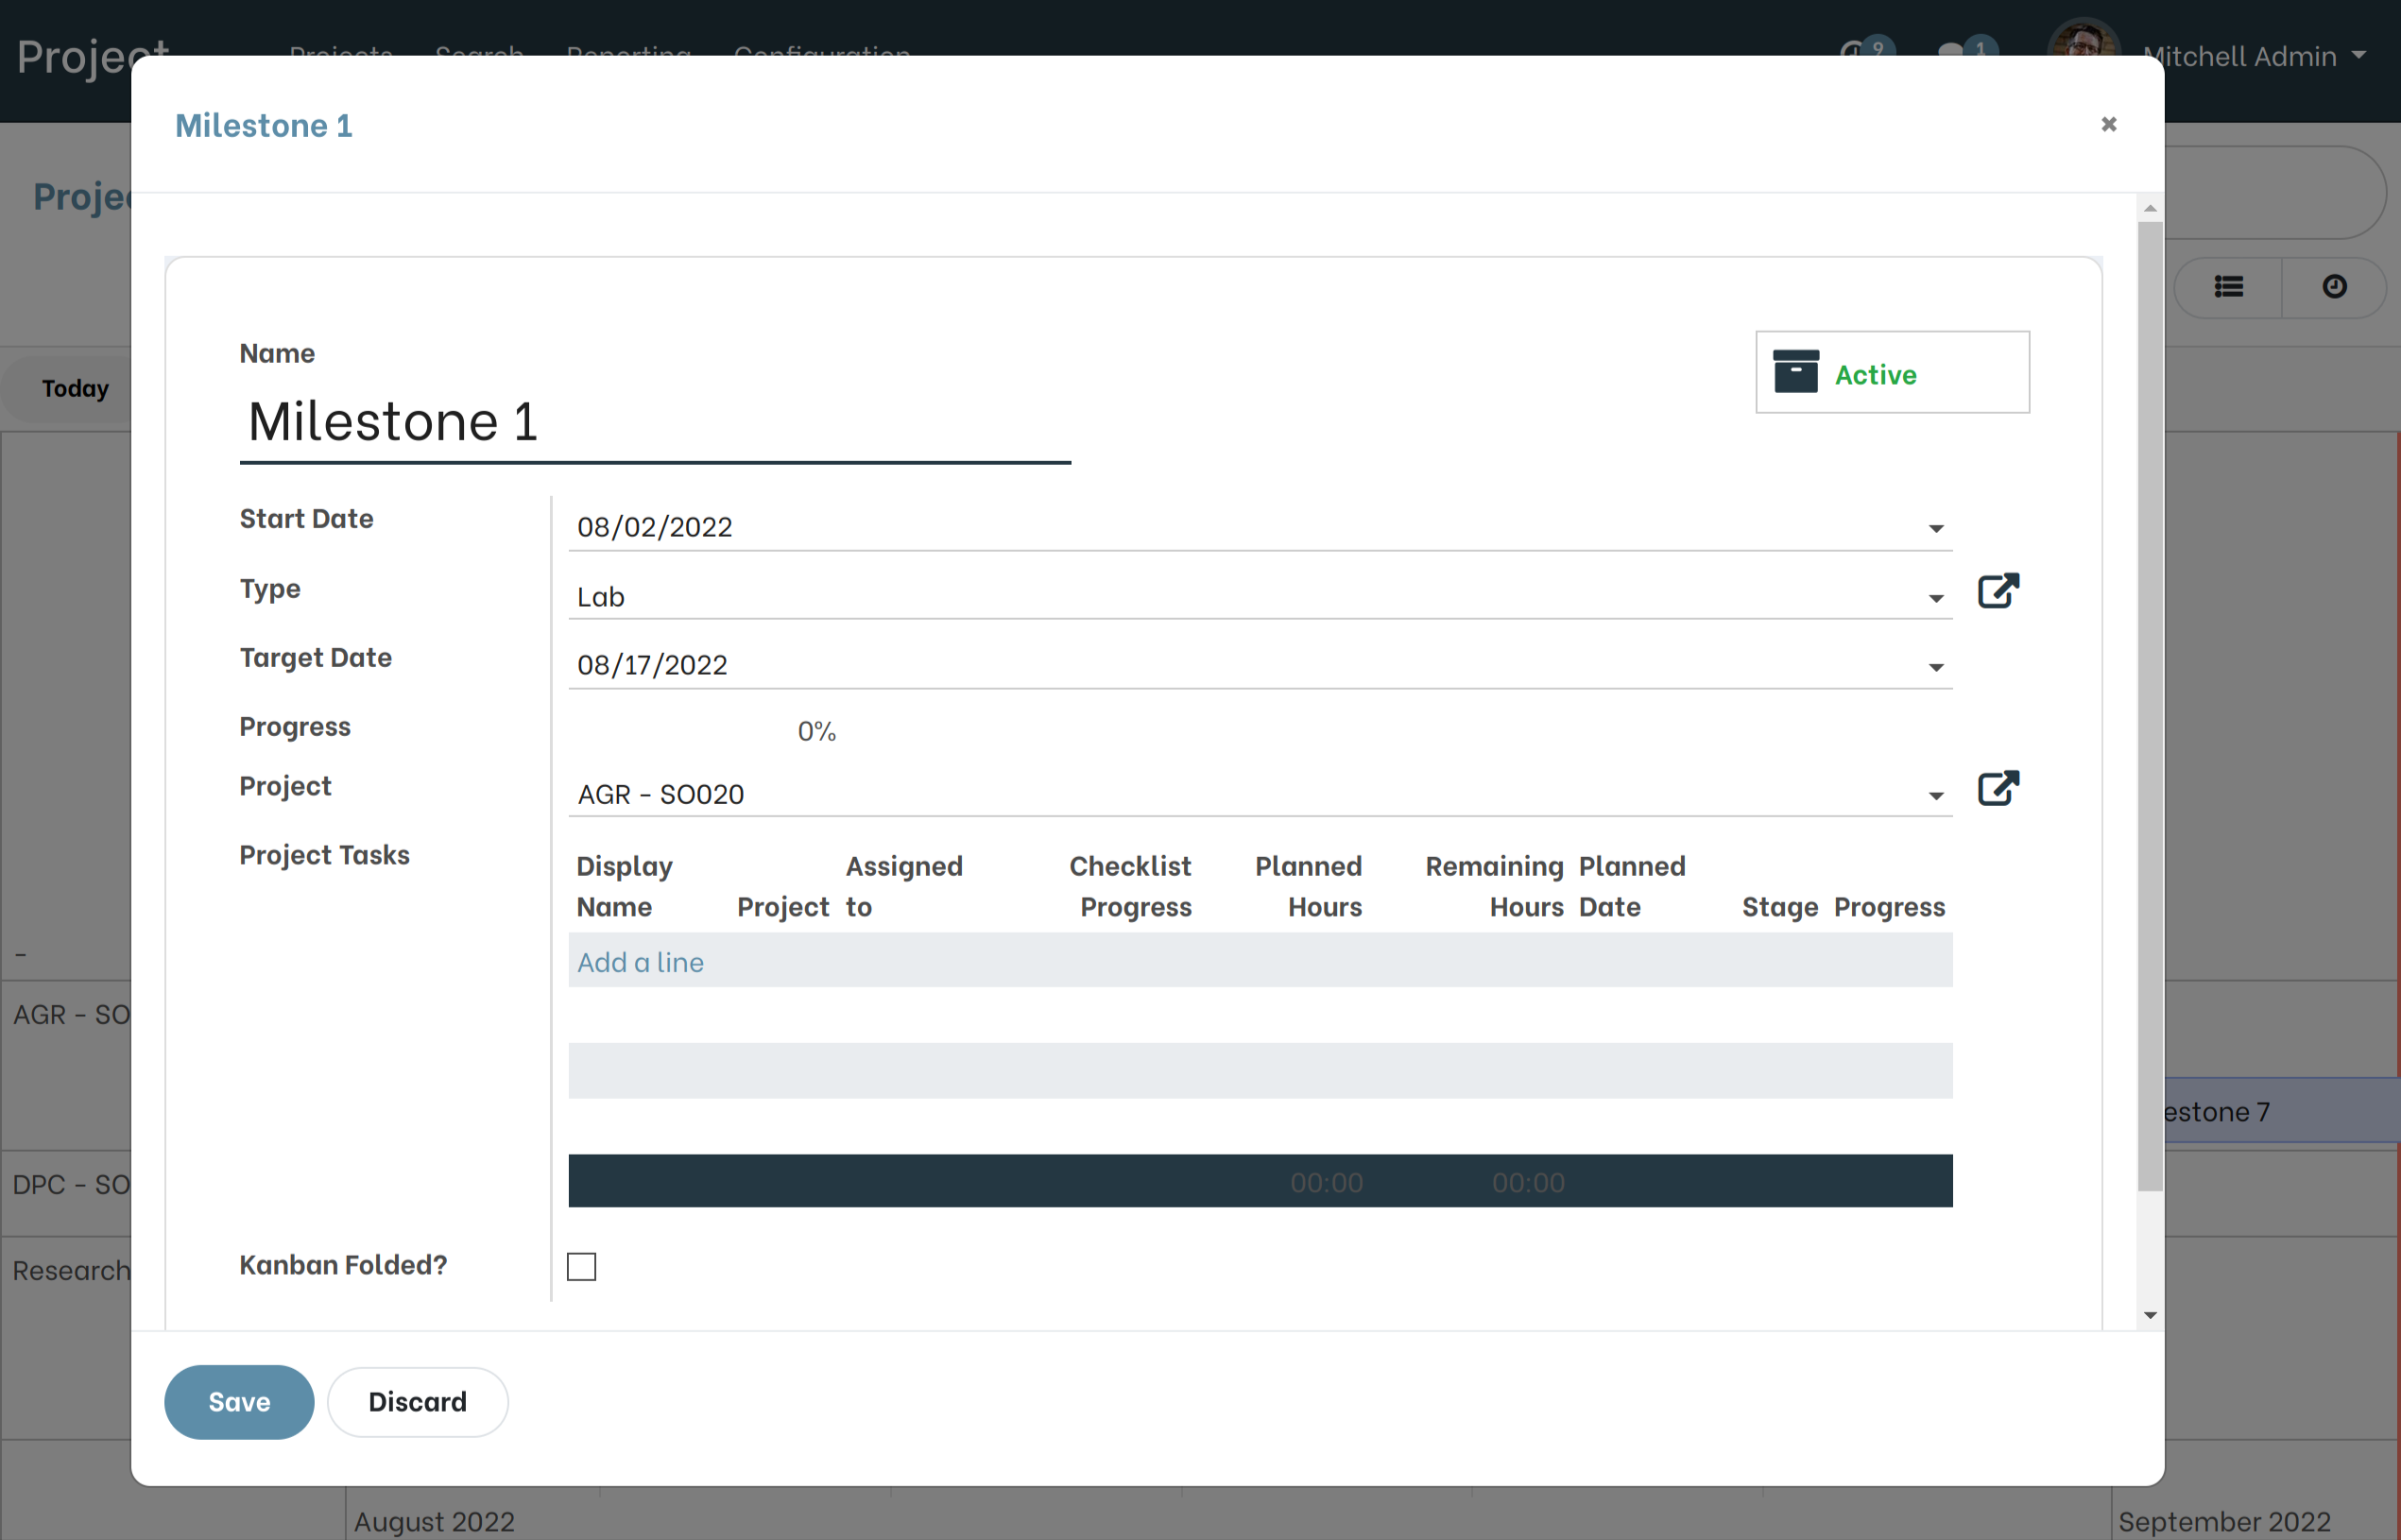 Project Projects Search Reporting Configuration 9 1 Mitchell Admin
Milestone 1
Projec
Today
Name
Active
Milestone 1
Start Date 08/02/2022
Type Lab
Target Date 08/17/2022
Progress 0%
Project AGR - SO020
Project Tasks
Display Name Project Assigned to Checklist Progress Planned Hours Remaining Hours Planned Date Stage Progress
Add a line
-
AGR - SO
estone 7
DPC - SO
00:00 00:00
Kanban Folded?
Research
Save Discard
August 2022 September 2022